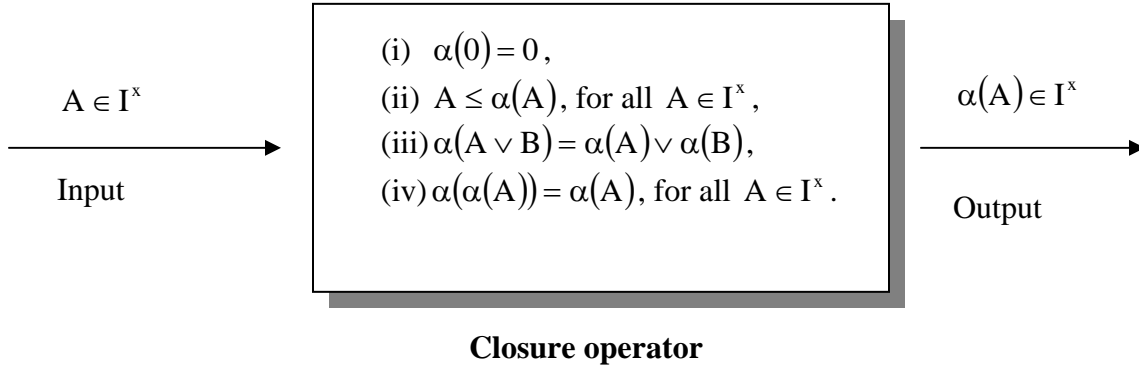 A ∈ I^x
Input
(i) α(0) = 0,
(ii) A ≤ α(A), for all A ∈ I^x,
(iii) α(A ∨ B) = α(A) ∨ α(B),
(iv) α(α(A)) = α(A), for all A ∈ I^x.
α(A) ∈ I^x
Output
Closure operator